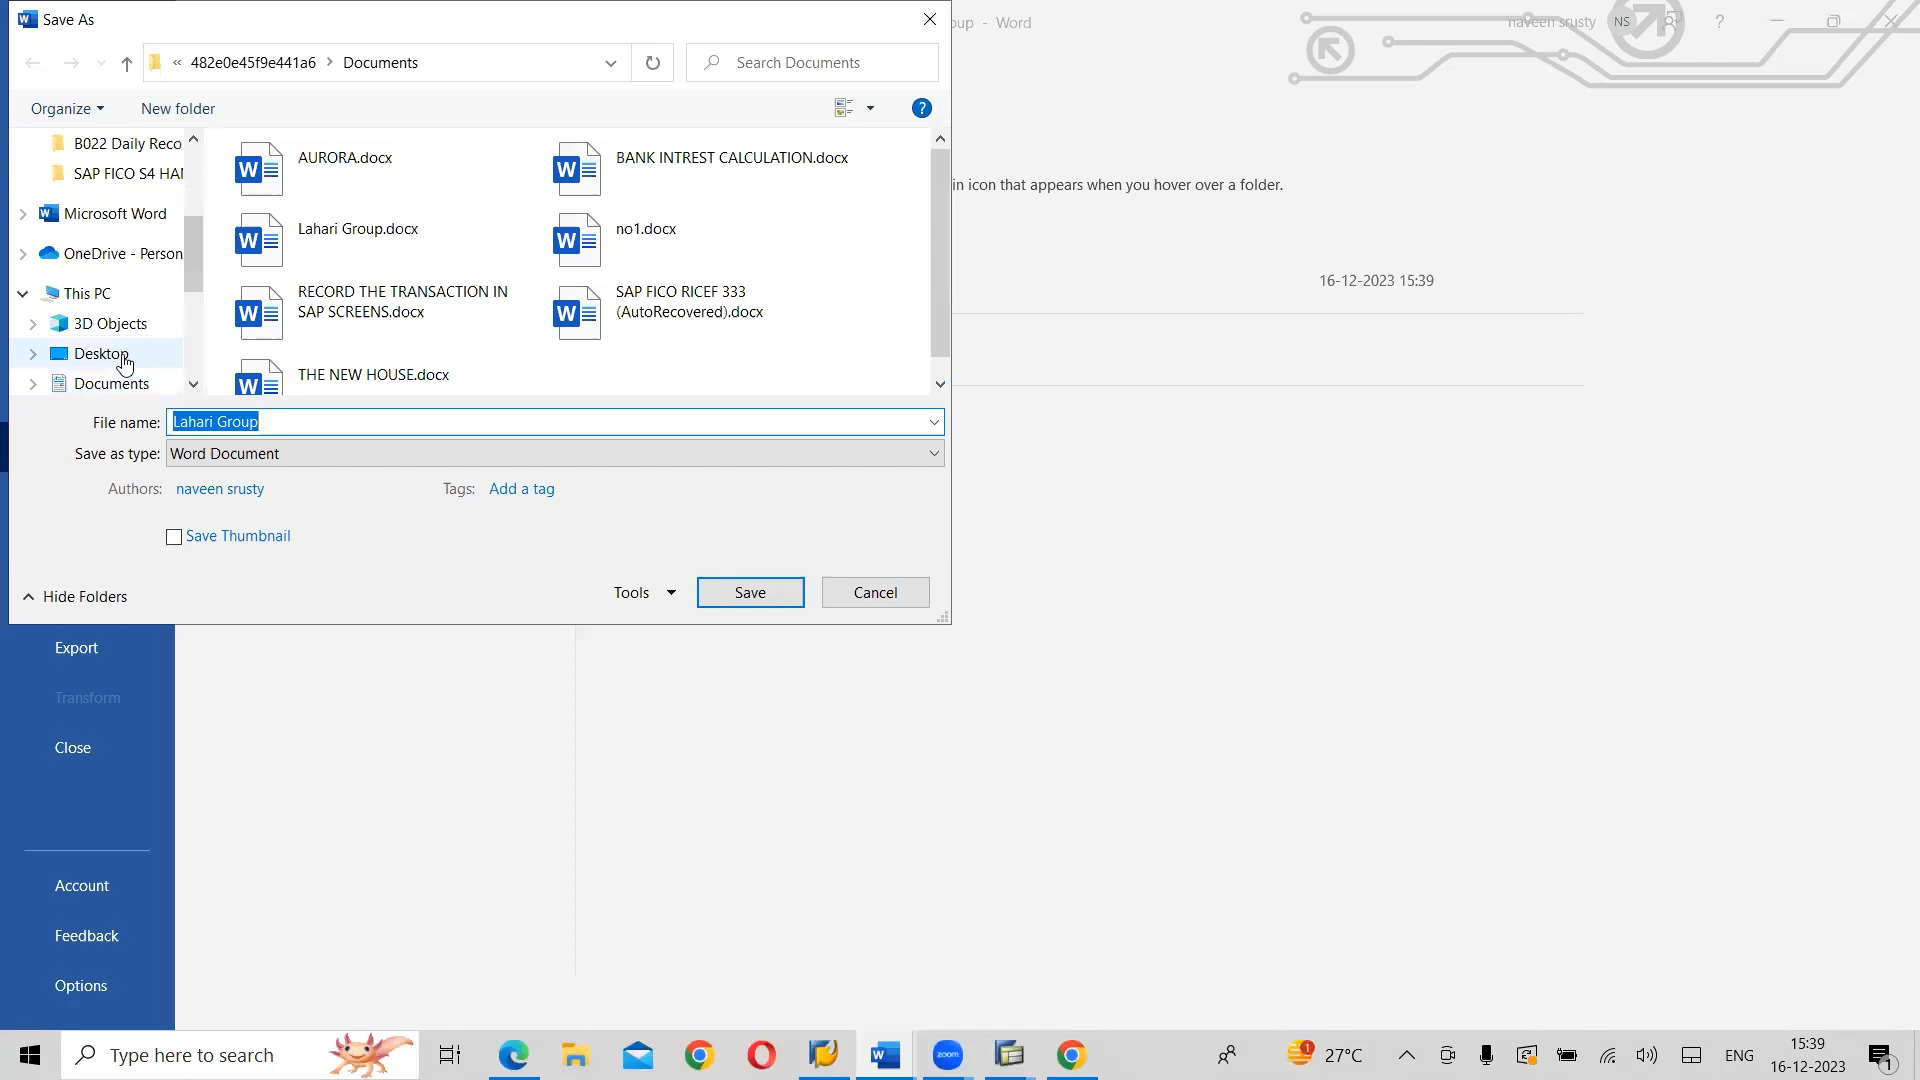 Save As
oup - Word
naveen srusty
NS
?
« 482e0e45f9e441a6 > Documents
Search Documents
Organize
New folder
?
B022 Daily Reco
SAP FICO S4 HAN
Microsoft Word
OneDrive - Person
This PC
3D Objects
Desktop
Documents
AURORA.docx
BANK INTREST CALCULATION.docx
Lahari Group.docx
no1.docx
RECORD THE TRANSACTION IN
SAP SCREENS.docx
SAP FICO RICEF 333
(AutoRecovered).docx
THE NEW HOUSE.docx
in icon that appears when you hover over a folder.
16-12-2023 15:39
File name: Lahari Group
Save as type: Word Document
Authors: naveen srusty
Tags: Add a tag
Save Thumbnail
Hide Folders
Tools
Save
Cancel
Export
Transform
Close
Account
Feedback
Options
Type here to search
zoom
1
27°C
ENG
15:39
16-12-2023
1